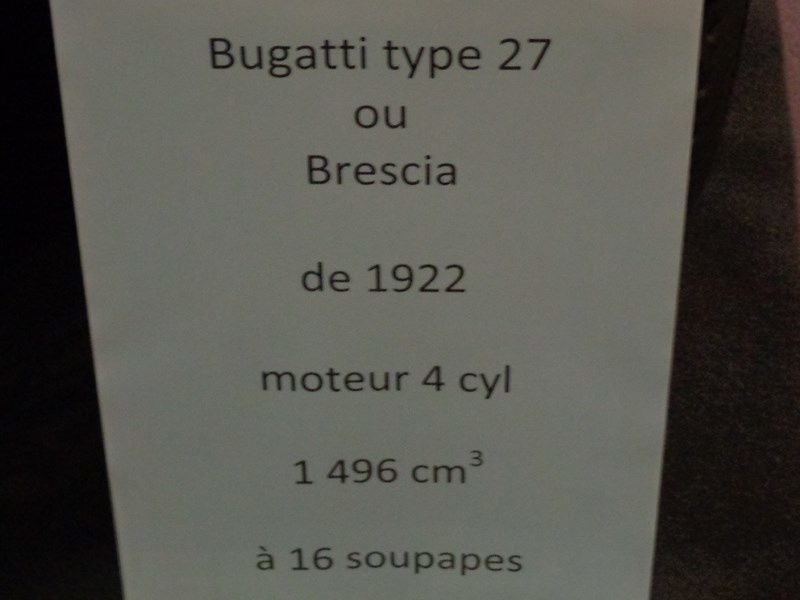 Bugatti type 27
ou
Brescia
de 1922
moteur 4 cyl
1 496 cm³
à 16 soupapes